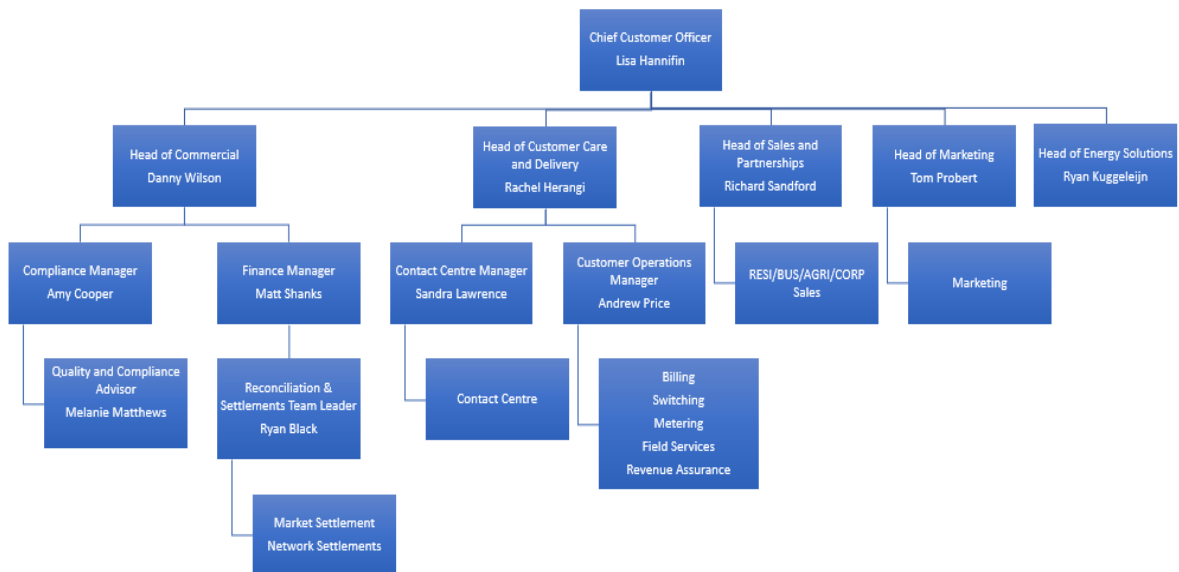 Chief Customer Officer
Lisa Hannifin
Head of Commercial
Danny Wilson
Head of Customer Care
and Delivery
Rachel Herangi
Head of Sales and
Partnerships
Richard Sandford
Head of Marketing
Tom Probert
Head of Energy Solutions
Ryan Kuggeleijn
Compliance Manager
Amy Cooper
Finance Manager
Matt Shanks
Contact Centre Manager
Sandra Lawrence
Customer Operations
Manager
Andrew Price
RESI/BUS/AGRI/CORP
Sales
Marketing
Quality and Compliance
Advisor
Melanie Matthews
Reconciliation &
Settlements Team Leader
Ryan Black
Contact Centre
Billing
Switching
Metering
Field Services
Revenue Assurance
Market Settlement
Network Settlements